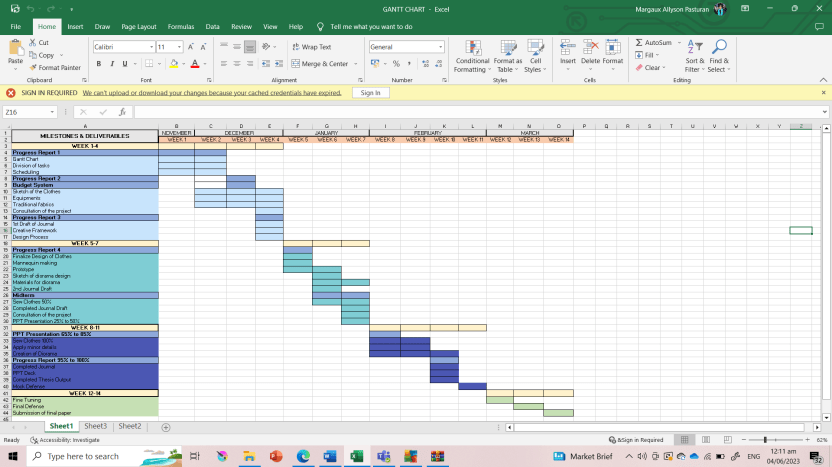 GANTT CHART - Excel
Margaux Allyson Pasturan
File Home Insert Draw Page Layout Formulas Data Review View Help Tell me what you want to do
Cut
Copy
Format Painter
Paste
Clipboard
Calibri 11
Font
Wrap Text
Merge & Center
Alignment
General
Number
Conditional Formatting
Format as Table
Cell Styles
Styles
Insert Delete Format
Cells
AutoSum
Fill
Clear
Sort & Filter
Find & Select
Editing
SIGN IN REQUIRED We can't upload or download your changes because your cached credentials have expired. Sign In
Z16
MILESTONES & DELIVERABLES NOVEMBER DECEMBER JANUARY FEBRUARY MARCH
WEEK 1 WEEK 2 WEEK 3 WEEK 4 WEEK 5 WEEK 6 WEEK 7 WEEK 8 WEEK 9 WEEK 10 WEEK 11 WEEK 12 WEEK 13 WEEK 14
WEEK 1-4
Progress Report 1
Gantt Chart
Division of tasks
Scheduling
Progress Report 2
Budget System
Sketch of the Clothes
Equipments
Traditional fabrics
Consultation of the project
Progress Report 3
1st Draft of Journal
Creative Framework
Design Process
WEEK 5-7
Progress Report 4
Finalize Design of Clothes
Mannequin making
Prototype
Sketch of diorama design
Materials for diorama
2nd Journal Draft
Midterm
Sew Clothes 50%
Completed Journal Draft
Consultation of the project
PPT Presentation 25% to 50%
WEEK 8-11
PPT Presentation 65% to 85%
Sew Clothes 100%
Apply minor details
Creation of Diorama
Progress Report 95% to 100%
Completed Journal
PPT Deck
Completed Thesis Output
Mock Defense
WEEK 12-14
Fine Tuning
Final Defense
Submission of final paper
Sheet1 Sheet3 Sheet2
Ready Accessibility: Investigate
Sign in Required
62%
Type here to search
Market Brief
ENG
12:11 am
04/06/2023